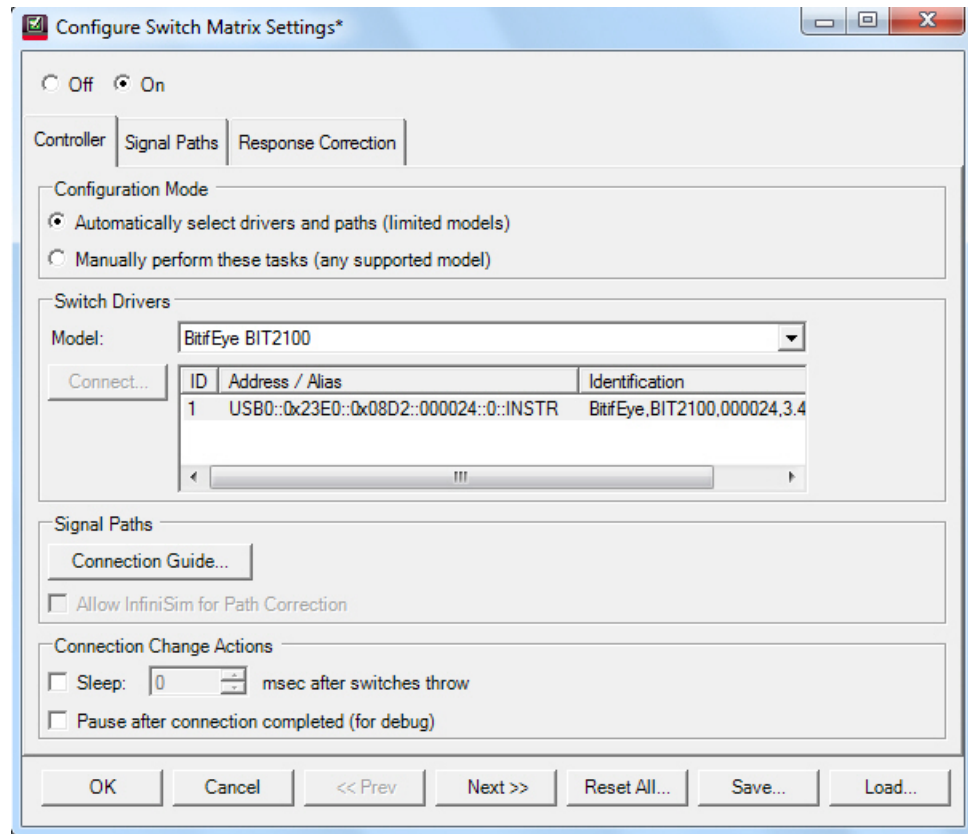 Configure Switch Matrix Settings*
Off On
Controller Signal Paths Response Correction
Configuration Mode
Automatically select drivers and paths (limited models)
Manually perform these tasks (any supported model)
Switch Drivers
Model: BitifEye BIT2100
Connect... ID Address / Alias Identification
1 USB0::0x23E0::0x08D2::000024::0::INSTR BitifEye,BIT2100,000024,3.4
Signal Paths
Connection Guide...
Allow InfiniSim for Path Correction
Connection Change Actions
Sleep: 0 msec after switches throw
Pause after connection completed (for debug)
OK Cancel << Prev Next >> Reset All... Save... Load...